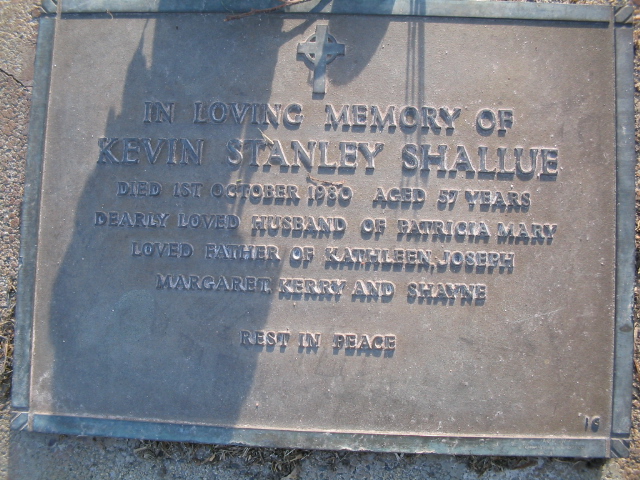 IN LOVING MEMORY OF
KEVIN STANLEY SHALLUE
DIED 1ST OCTOBER 1980 AGED 57 YEARS
DEARLY LOVED HUSBAND OF PATRICIA MARY
LOVED FATHER OF KATHLEEN, JOSEPH
MARGARET, KERRY AND SHAYNE
REST IN PEACE
16